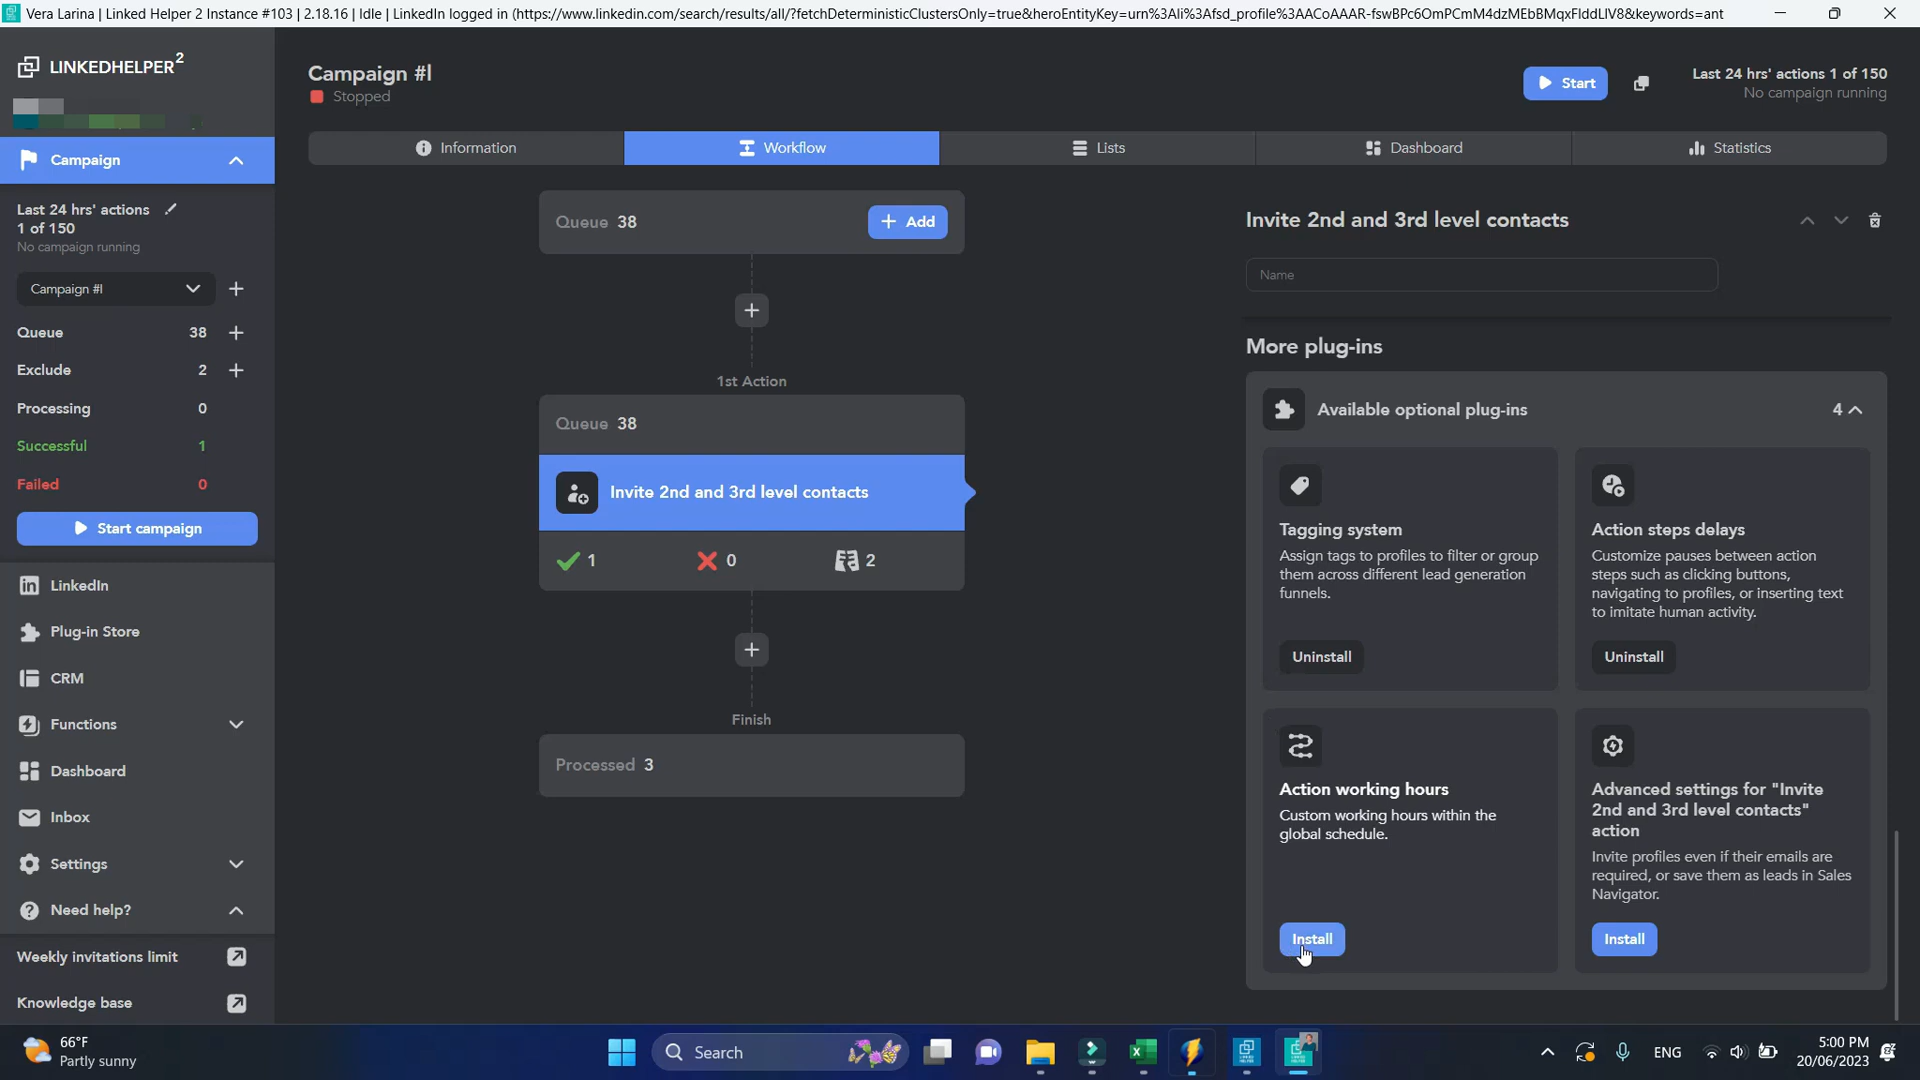 Vera Larina | Linked Helper 2 Instance #103 | 2.18.16 | Idle | LinkedIn logged in (https://www.linkedin.com/search/results/all/?fetchDeterministicClustersOnly=true&heroEntityKey=urn%3Ali%3Afsd_profile%3AACoAAAR-fswBPc6OmPCmM4dzMEbBMqxFIddLIV8&keywords=ant
LINKEDHELPER 2
Campaign
Last 24 hrs' actions
1 of 150
No campaign running
Campaign #1
Queue 38
Exclude 2
Processing 0
Successful 1
Failed 0
Start campaign
LinkedIn
Plug-in Store
CRM
Functions
Dashboard
Inbox
Settings
Need help?
Weekly invitations limit
Knowledge base
Campaign #1
Stopped
Start
Last 24 hrs' actions 1 of 150
No campaign running
Information
Workflow
Lists
Dashboard
Statistics
Queue 38
Add
1st Action
Queue 38
Invite 2nd and 3rd level contacts
1 0 2
Finish
Processed 3
Invite 2nd and 3rd level contacts
Name
More plug-ins
Available optional plug-ins 4
Tagging system
Assign tags to profiles to filter or group
them across different lead generation
funnels.
Uninstall
Action steps delays
Customize pauses between action
steps such as clicking buttons,
navigating to profiles, or inserting text
to imitate human activity.
Uninstall
Action working hours
Custom working hours within the
global schedule.
Install
Advanced settings for "Invite
2nd and 3rd level contacts"
action
Invite profiles even if their emails are
required, or save them as leads in Sales
Navigator.
Install
66°F
Partly sunny
Search
ENG
5:00 PM
20/06/2023